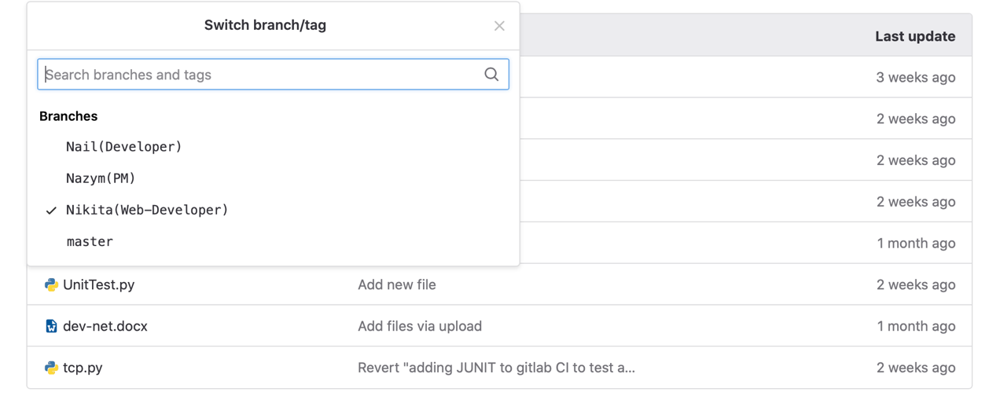 Switch branch/tag
Last update
Search branches and tags
3 weeks ago
Branches
2 weeks ago
Nail(Developer)
2 weeks ago
Nazym(PM)
2 weeks ago
Nikita(Web-Developer)
master
1 month ago
UnitTest.py Add new file 2 weeks ago
dev-net.docx Add files via upload 1 month ago
tcp.py Revert "adding JUNIT to gitlab CI to test a... 2 weeks ago